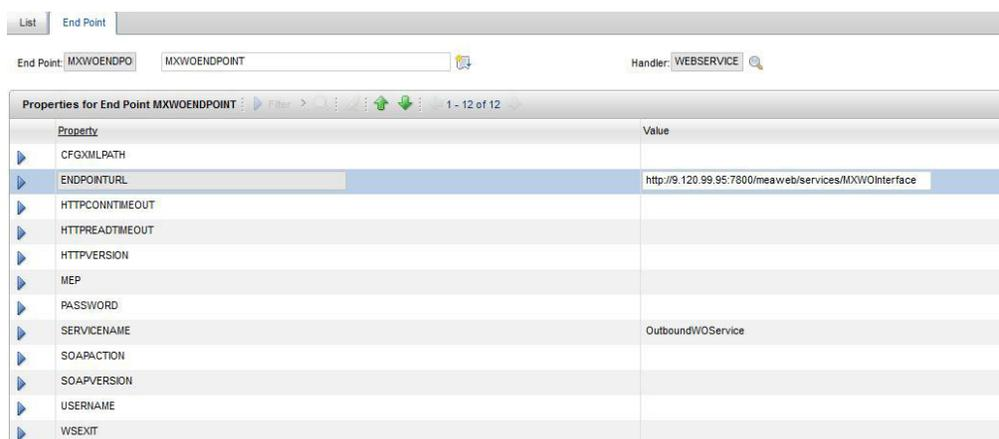 List End Point
End Point: MXWOENDPO MXWOENDPOINT Handler: WEBSERVICE
Properties for End Point MXWOENDPOINT Filter > 1 - 12 of 12
Property Value
CFGXMLPATH
ENDPOINTURL http://9.120.99.95:7800/meaweb/services/MXWOInterface
HTTPCONNTIMEOUT
HTTPREADTIMEOUT
HTTPVERSION
MEP
PASSWORD
SERVICENAME OutboundWOService
SOAPACTION
SOAPVERSION
USERNAME
WSEXIT